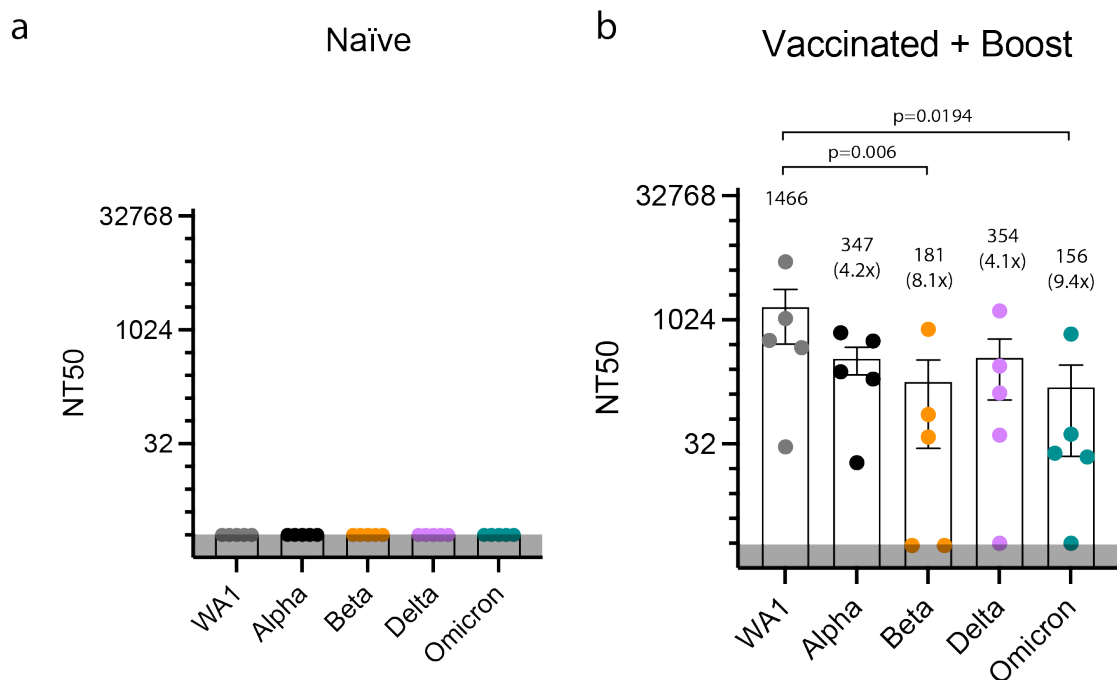 a
Naïve
NT50
32768
1024
32
WA1
Alpha
Beta
Delta
Omicron
b
Vaccinated + Boost
p=0.0194
p=0.006
NT50
32768
1024
32
1466
347
(4.2x)
181
(8.1x)
354
(4.1x)
156
(9.4x)
WA1
Alpha
Beta
Delta
Omicron